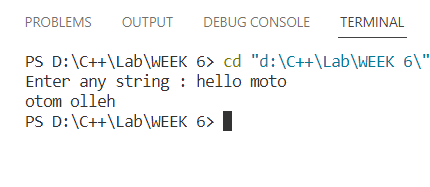 PROBLEMS OUTPUT DEBUG CONSOLE TERMINAL
PS D:\C++\Lab\WEEK 6> cd "d:\C++\Lab\WEEK 6\"
Enter any string : hello moto
otom olleh
PS D:\C++\Lab\WEEK 6>